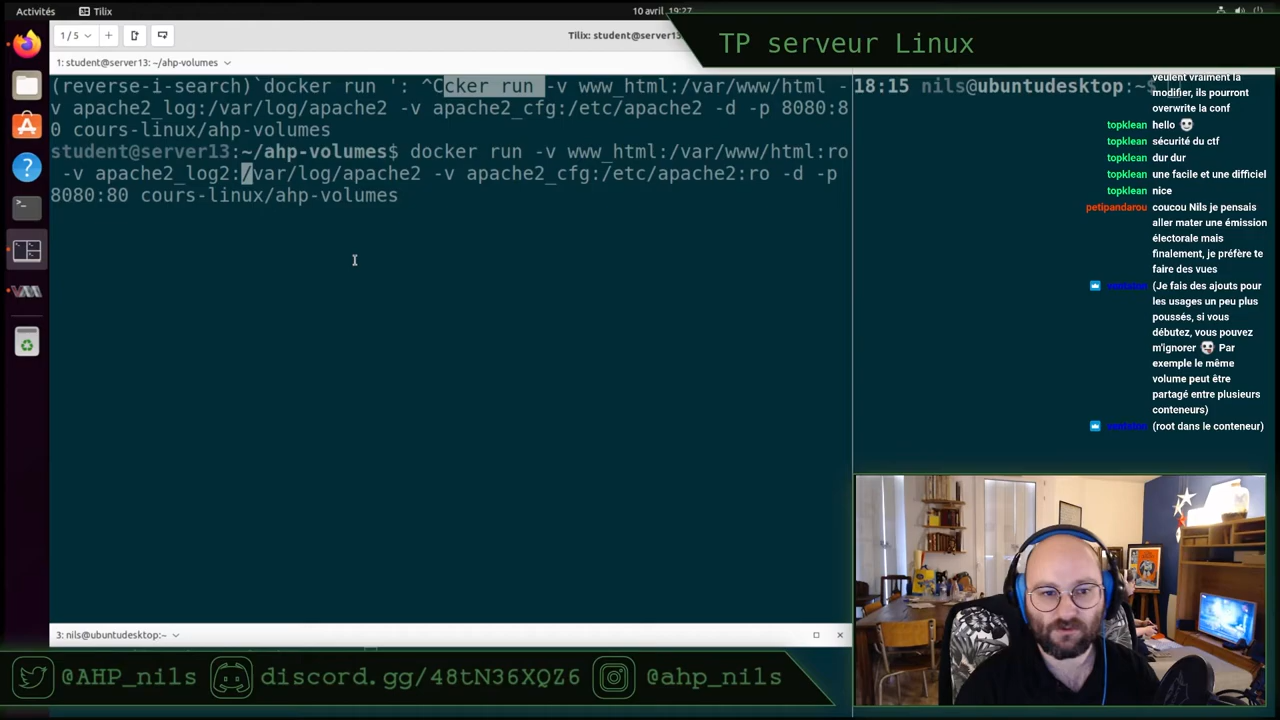 Activités
Tilix
10 avril 19:27
1 / 5
Tilix: student@server13:
TP serveur Linux
1: student@server13: ~/ahp-volumes
(reverse-i-search)`docker run ': ^Ccker run -v www_html:/var/www/html -
v apache2_log:/var/log/apache2 -v apache2_cfg:/etc/apache2 -d -p 8080:8
0 cours-linux/ahp-volumes
student@server13:~/ahp-volumes$ docker run -v www_html:/var/www/html:ro
-v apache2_log2:/var/log/apache2 -v apache2_cfg:/etc/apache2:ro -d -p
8080:80 cours-linux/ahp-volumes
18:15 nils@ubuntudesktop:~$
veulent vraiment la
modifier, ils pourront
overwrite la conf
topklean hello
topklean sécurité du ctf
topklean dur dur
topklean une facile et une difficiel
topklean nice
petipandarou coucou Nils je pensais
aller mater une émission
électorale mais
finalement, je préfère te
faire des vues
(Je fais des ajouts pour
les usages un peu plus
poussés, si vous
débutez, vous pouvez
m'ignorer Par
exemple le même
volume peut être
partagé entre plusieurs
conteneurs)
(root dans le conteneur)
3: nils@ubuntudesktop:~
@AHP_nils
discord.gg/48tN36XQZ6
@ahp_nils